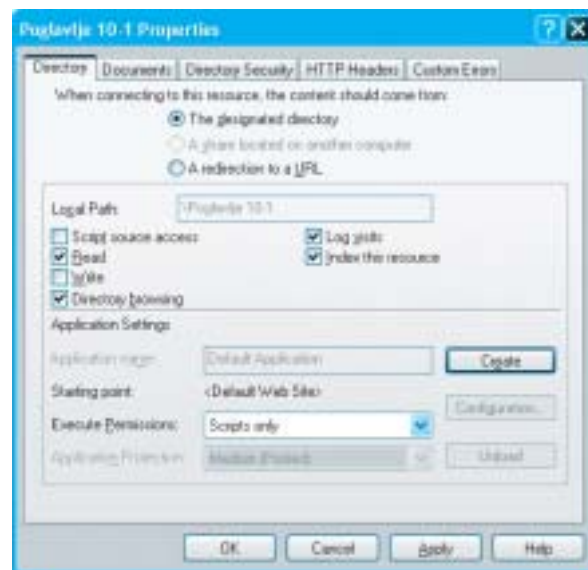 Poglavlje 10-1 Properties
Directory Documents Directory Security HTTP Headers Custom Errors
When connecting to this resource, the content should come from:
The designated directory
A share located on another computer
A redirection to a URL
Local Path: \Poglavlje 10-1
Script source access Log visits
Read Index this resource
Write
Directory browsing
Application Settings
Application name: Default Application Create
Starting point: <Default Web Site>
Configuration...
Execute Permissions: Scripts only
Application Protection: Medium (Pooled) Unload
OK Cancel Apply Help